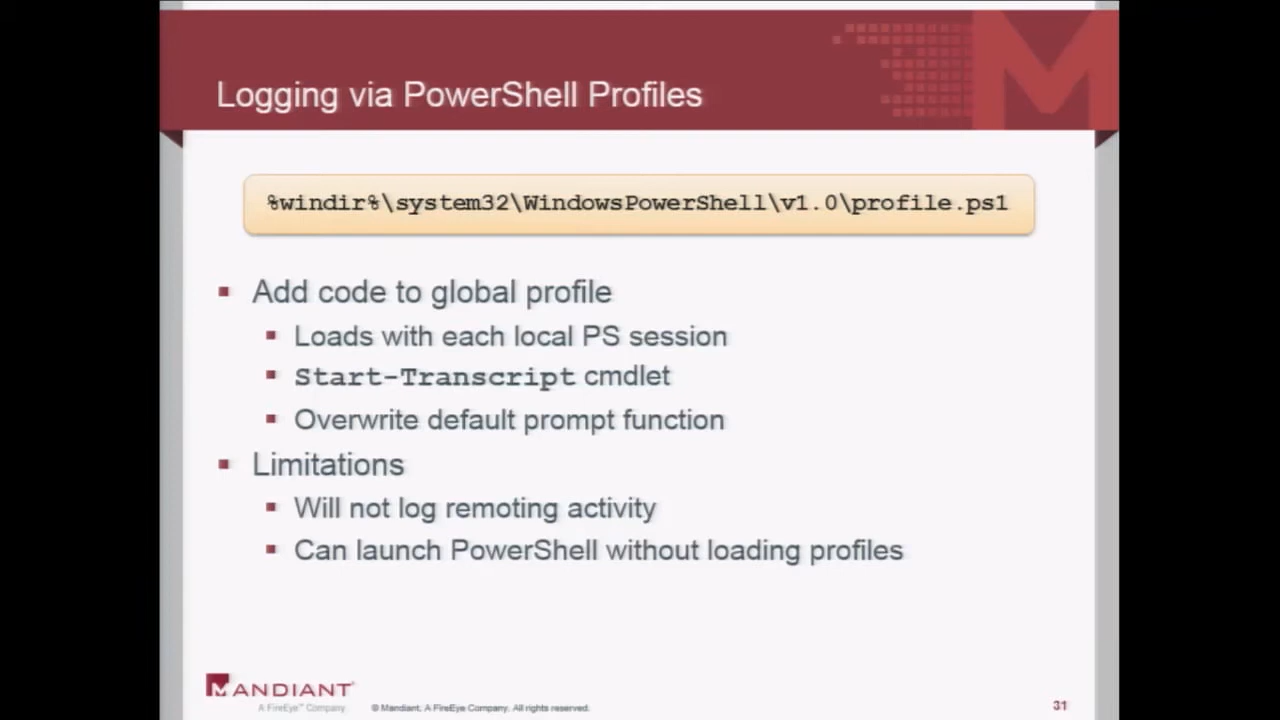 Logging via PowerShell Profiles
%windir%\system32\WindowsPowerShell\v1.0\profile.ps1
Add code to global profile
Loads with each local PS session
Start-Transcript cmdlet
Overwrite default prompt function
Limitations
Will not log remoting activity
Can launch PowerShell without loading profiles
MANDIANT
A FireEye™ Company
© Mandiant, A FireEye Company. All rights reserved.
31